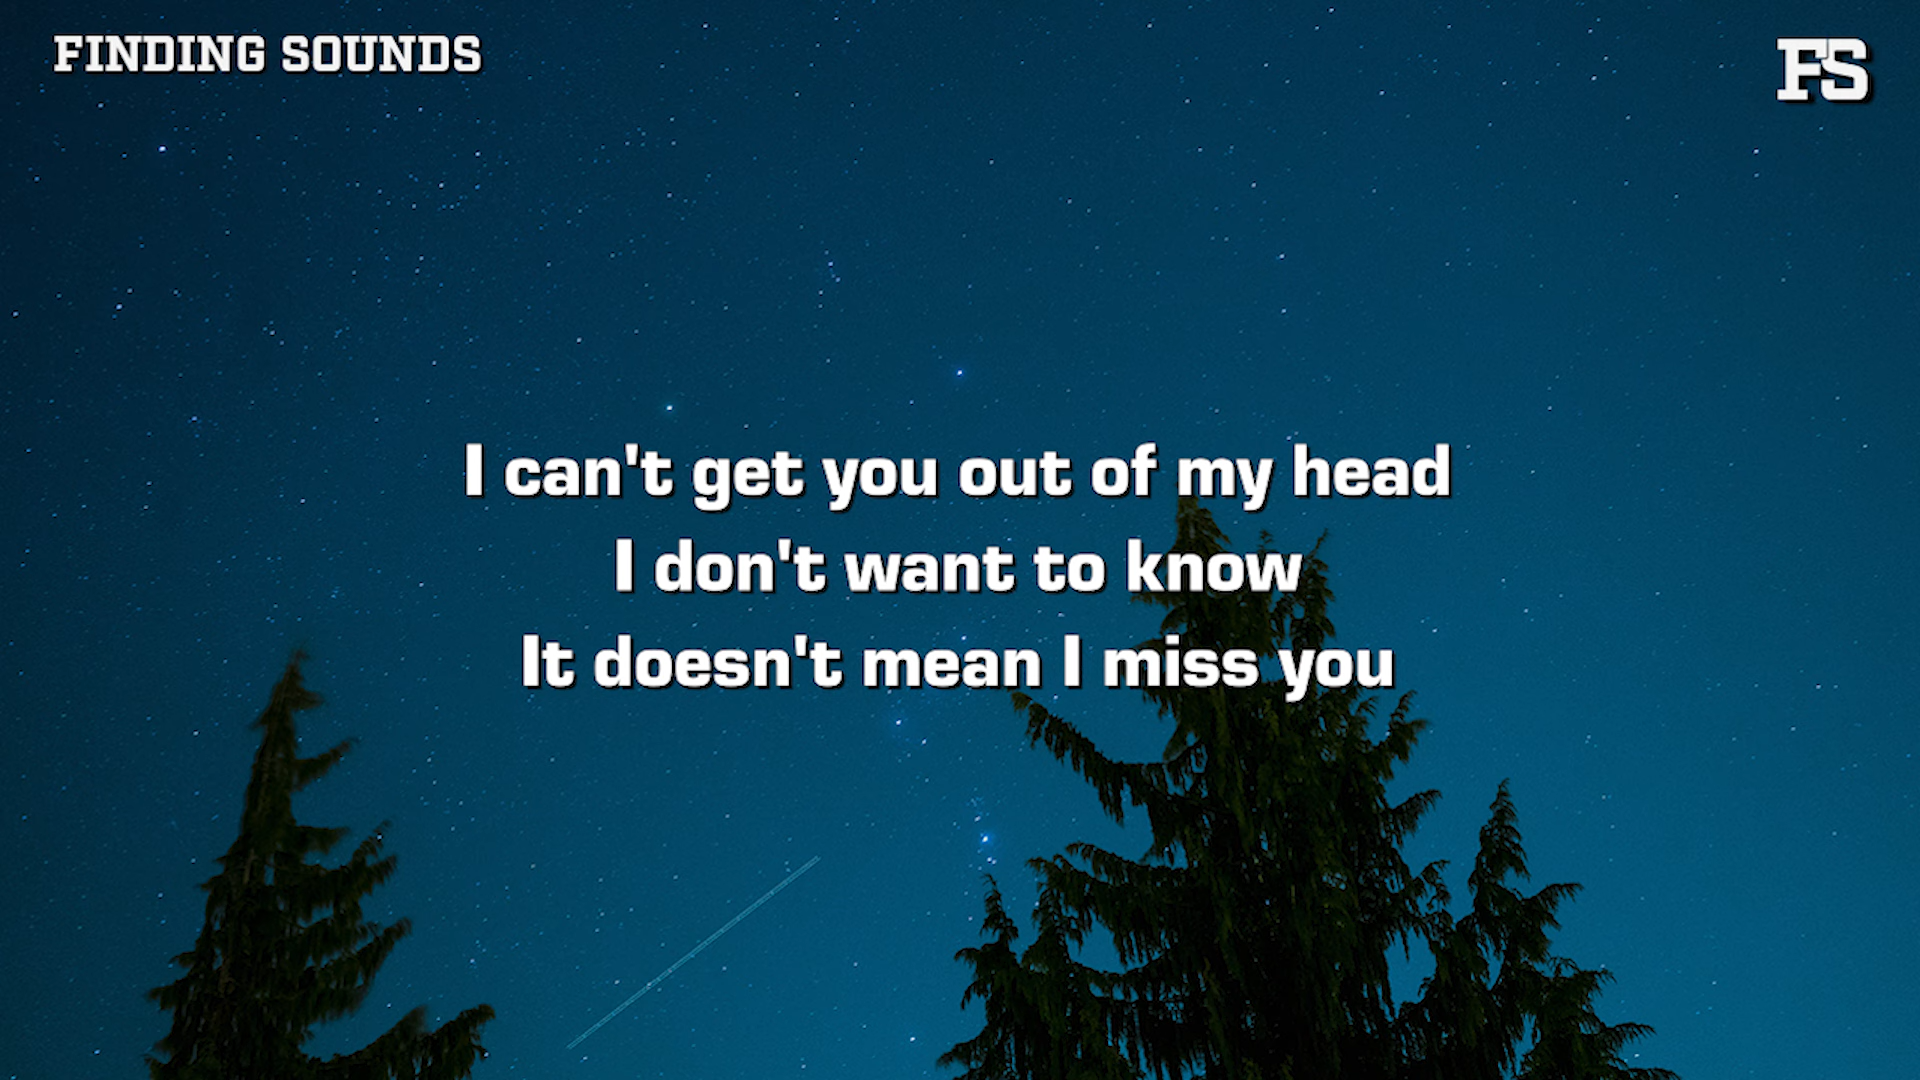 FINDING SOUNDS
FS
I can't get you out of my head
I don't want to know
It doesn't mean I miss you